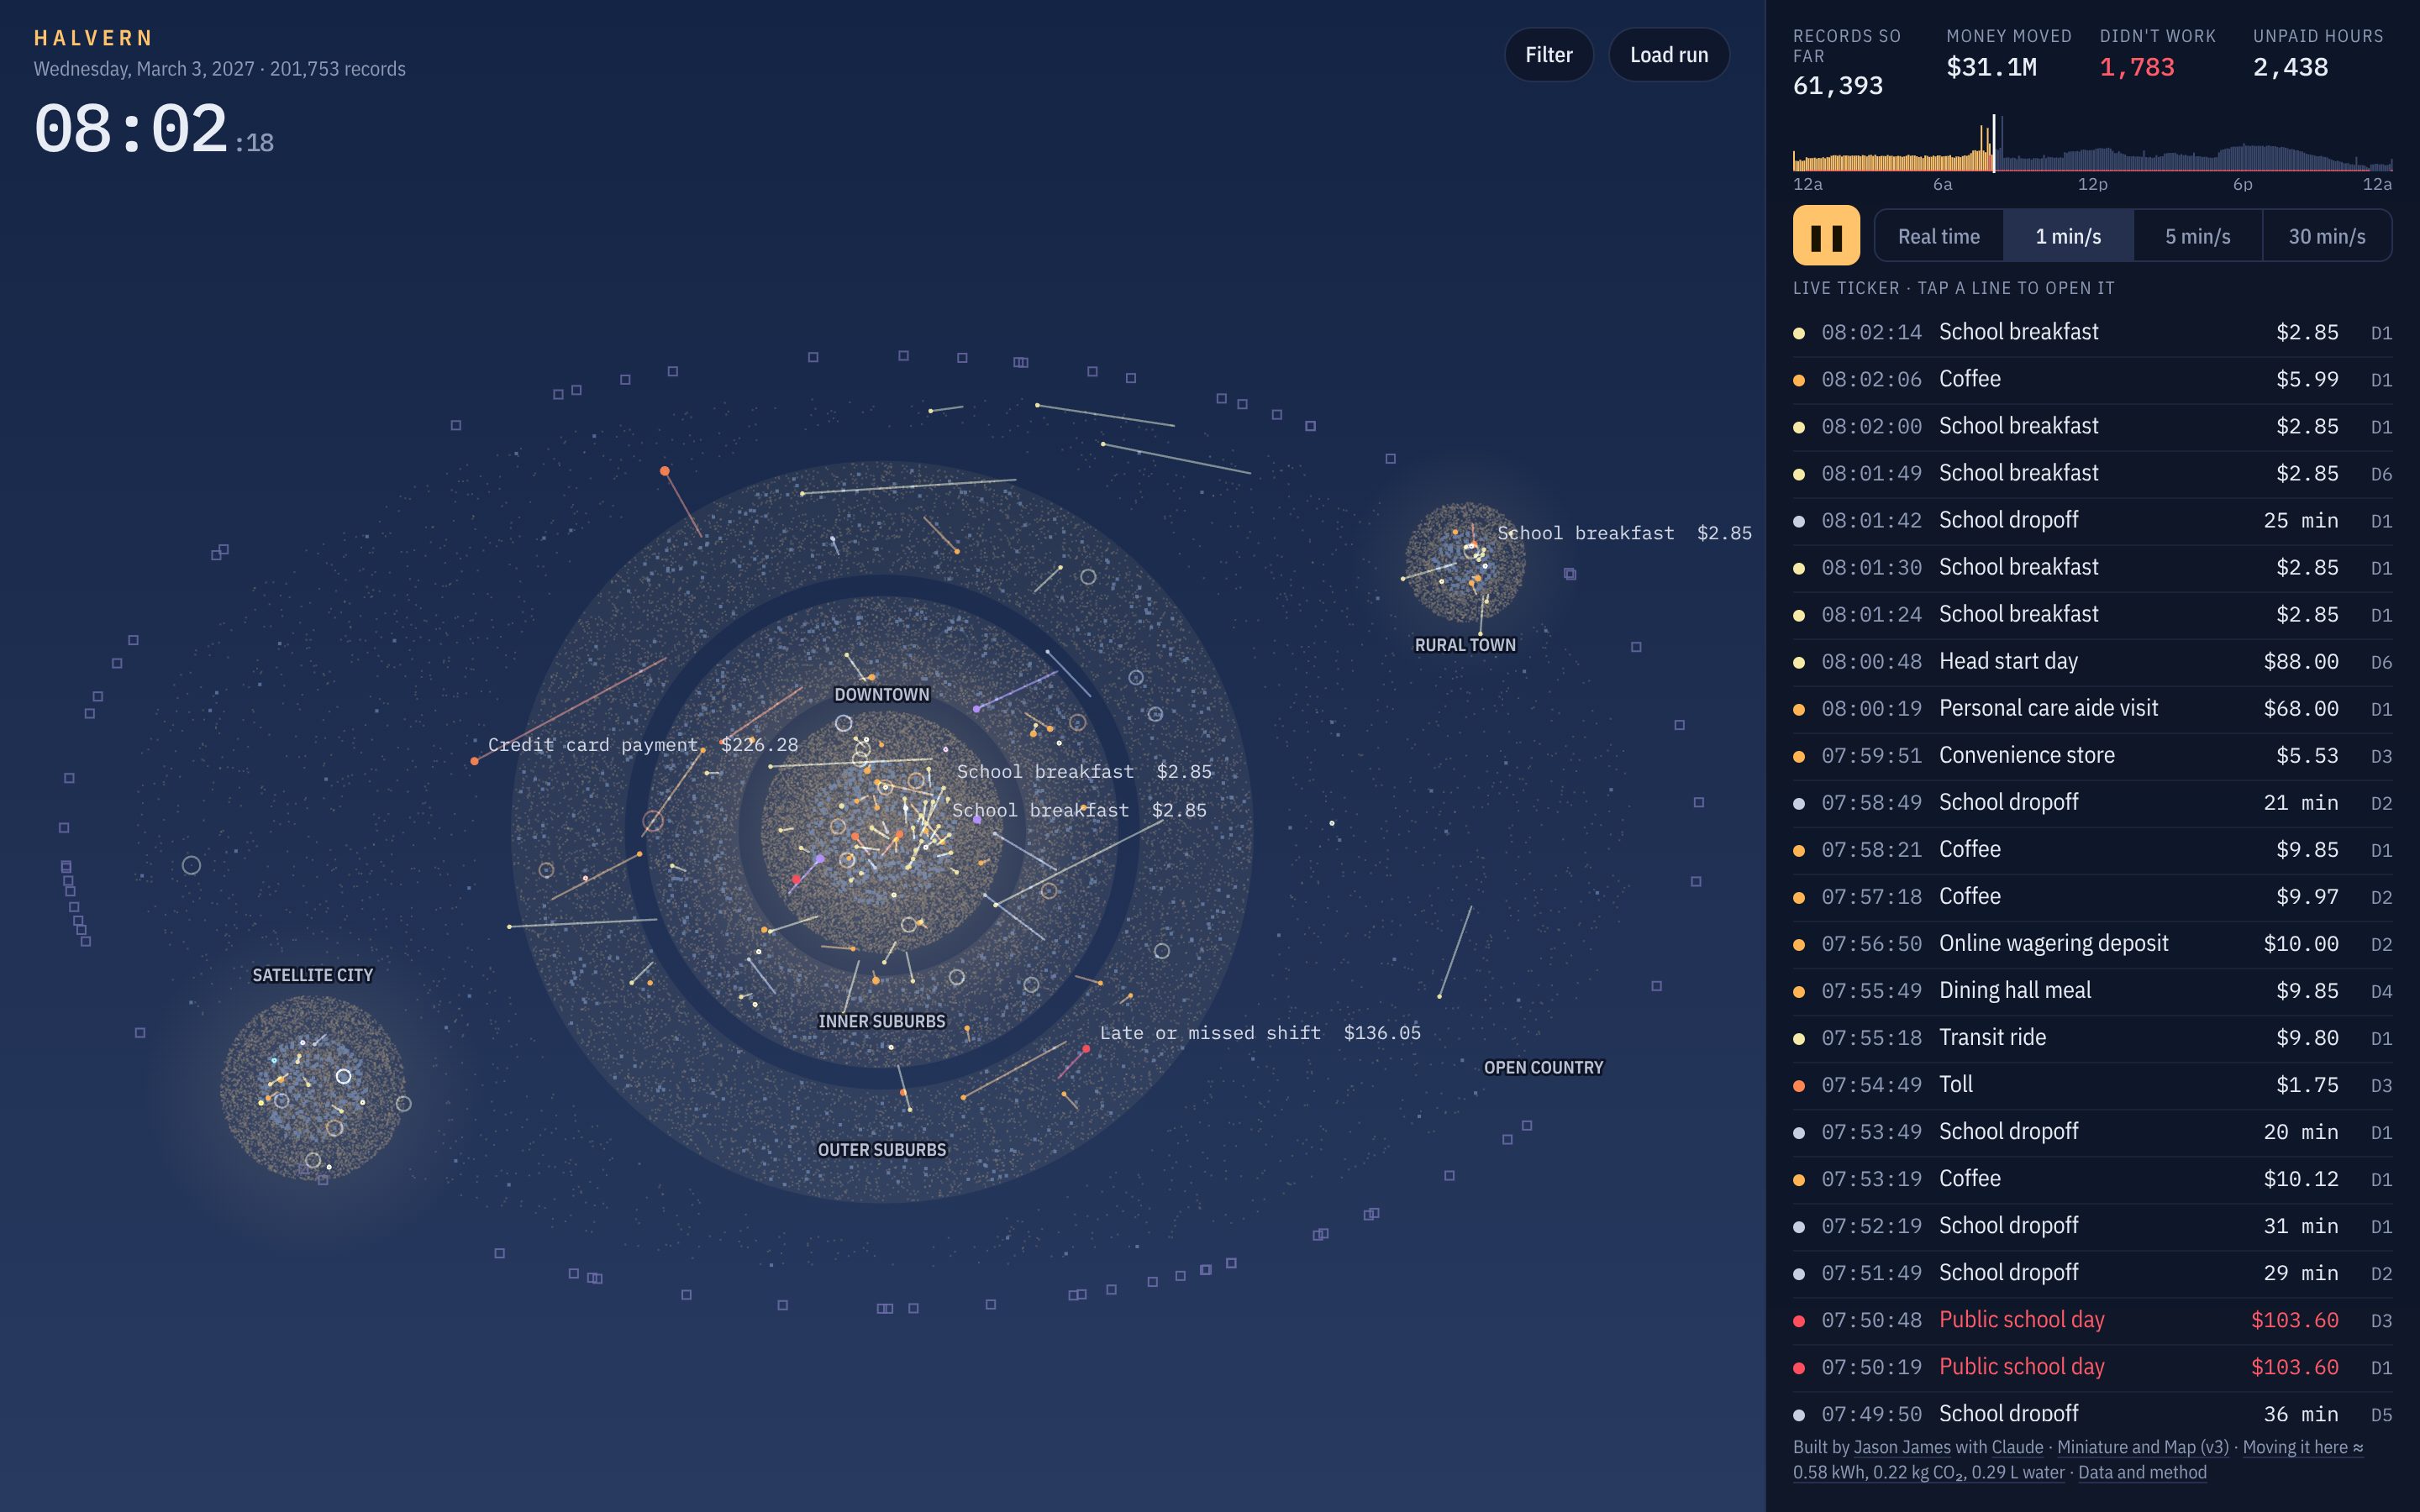 HALVERN
Wednesday, March 3, 2027 · 201,753 records
08:02:18
Filter
Load run
School breakfast $2.85
RURAL TOWN
DOWNTOWN
Credit card payment $226.28
School breakfast $2.85
School breakfast $2.85
SATELLITE CITY
INNER SUBURBS
Late or missed shift $136.05
OPEN COUNTRY
OUTER SUBURBS
RECORDS SO FAR
61,393
MONEY MOVED
$31.1M
DIDN'T WORK
1,783
UNPAID HOURS
2,438
12a 6a 12p 6p 12a
Real time 1 min/s 5 min/s 30 min/s
LIVE TICKER · TAP A LINE TO OPEN IT
08:02:14 School breakfast $2.85 D1
08:02:06 Coffee $5.99 D1
08:02:00 School breakfast $2.85 D1
08:01:49 School breakfast $2.85 D6
08:01:42 School dropoff 25 min D1
08:01:30 School breakfast $2.85 D1
08:01:24 School breakfast $2.85 D1
08:00:48 Head start day $88.00 D6
08:00:19 Personal care aide visit $68.00 D1
07:59:51 Convenience store $5.53 D3
07:58:49 School dropoff 21 min D2
07:58:21 Coffee $9.85 D1
07:57:18 Coffee $9.97 D2
07:56:50 Online wagering deposit $10.00 D2
07:55:49 Dining hall meal $9.85 D4
07:55:18 Transit ride $9.80 D1
07:54:49 Toll $1.75 D3
07:53:49 School dropoff 20 min D1
07:53:19 Coffee $10.12 D1
07:52:19 School dropoff 31 min D1
07:51:49 School dropoff 29 min D2
07:50:48 Public school day $103.60 D3
07:50:19 Public school day $103.60 D1
07:49:50 School dropoff 36 min D5
Built by Jason James with Claude · Miniature and Map (v3) · Moving it here ≈
0.58 kWh, 0.22 kg CO₂, 0.29 L water · Data and method